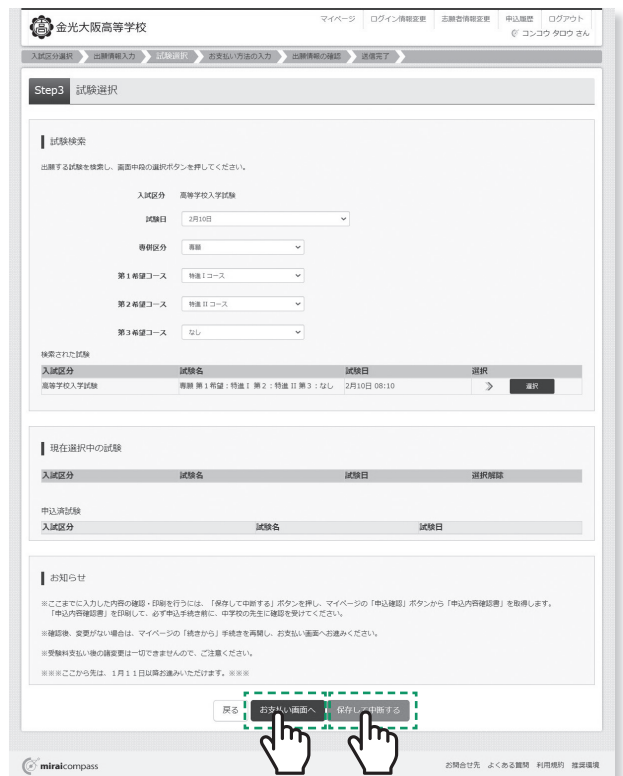 金光大阪高等学校
マイページ ログイン情報変更 志願者情報変更 申込履歴 ログアウト
コンコウ タロウ さん
入試区分選択 出願情報入力 試験選択 お支払い方法の入力 出願情報の確認 送信完了
Step3 試験選択
試験検索
出願する試験を検索し、画面中段の選択ボタンを押してください。
入試区分 高等学校入学試験
試験日 2月10日
専併区分 専願
第1希望コース 特進 I コース
第2希望コース 特進 II コース
第3希望コース なし
検索された試験
入試区分 試験名 試験日 選択
高等学校入学試験 専願 第1希望：特進 I 第2：特進 II 第3：なし 2月10日 08:10 選択
現在選択中の試験
入試区分 試験名 試験日 選択解除
申込済試験
入試区分 試験名 試験日
お知らせ
※ここまでに入力した内容の確認・印刷を行うには、「保存して中断する」ボタンを押し、マイページの「申込確認」ボタンから「申込内容確認書」を取得します。
「申込内容確認書」を印刷して、必ず申込手続き前に、中学校の先生に確認を受けてください。
※確認後、変更がない場合は、マイページの「続きから」手続きを再開し、お支払い画面へお進みください。
※受験料支払い後の諸変更は一切できませんので、ご注意ください。
※※※ここから先は、1月11日以降お進みいただけます。※※※
戻る お支払い画面へ 保存して中断する
miraicompass お問合せ先 よくある質問 利用規約 推奨環境